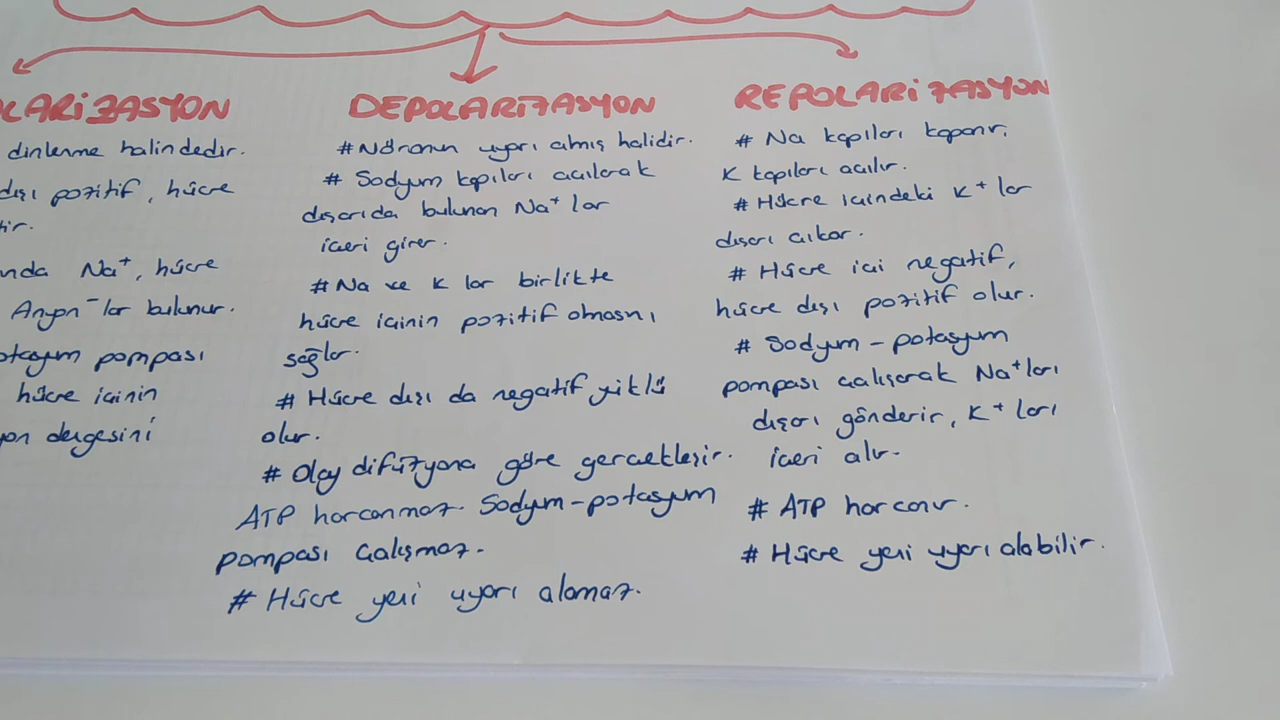 LARİZASYON
dinlenme halindedir.
dışı pozitif, hücre
tir.
nda Na⁺, hücre
Anyon⁻lar bulunur.
otasyum pompası
hücre içinin
yon dengesini
DEPOLARİZASYON
#Nöronun uyarı almış halidir.
# Sodyum kapıları açılarak
dışarıda bulunan Na⁺ lar
içeri girer.
#Na ve K lar birlikte
hücre içinin pozitif olmasını
sağlar.
# Hücre dışı da negatif yüklü
olur.
# Olay difüzyona göre gerçekleşir.
ATP harcanmaz. Sodyum-potasyum
pompası çalışmaz.
# Hücre yeni uyarı alamaz.
REPOLARİZASYON
# Na kapıları kapanır,
K kapıları açılır.
# Hücre içindeki K⁺ lar
dışarı çıkar.
# Hücre içi negatif,
hücre dışı pozitif olur.
# Sodyum-potasyum
pompası çalışarak Na⁺ları
dışarı gönderir, K⁺ ları
içeri alır.
# ATP harcanır.
# Hücre yeni uyarı alabilir.